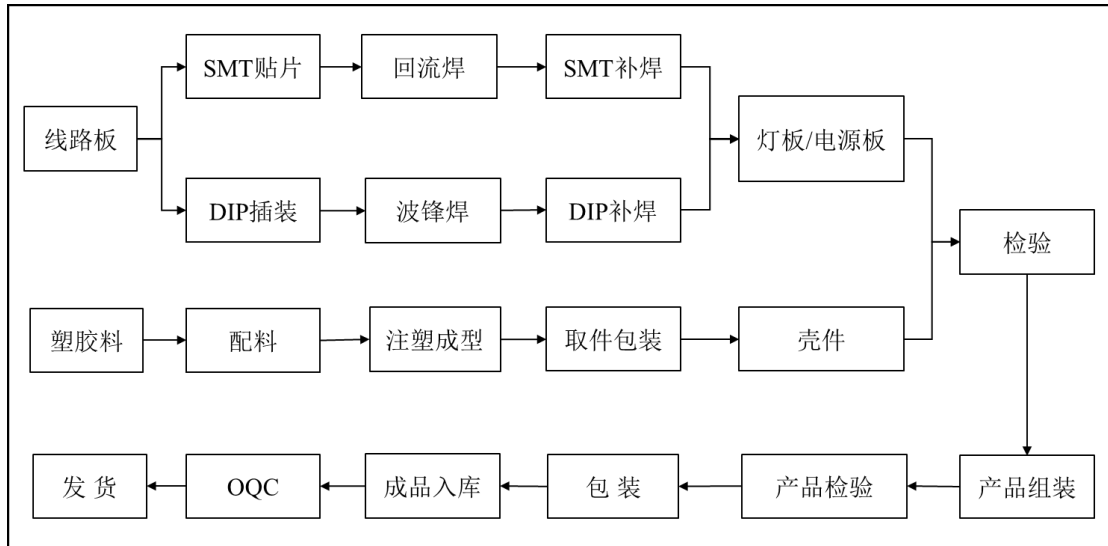 SMT贴片
回流焊
SMT补焊
线路板
灯板/电源板
DIP插装
波锋焊
DIP补焊
检验
塑胶料
配料
注塑成型
取件包装
壳件
发 货
OQC
成品入库
包 装
产品检验
产品组装